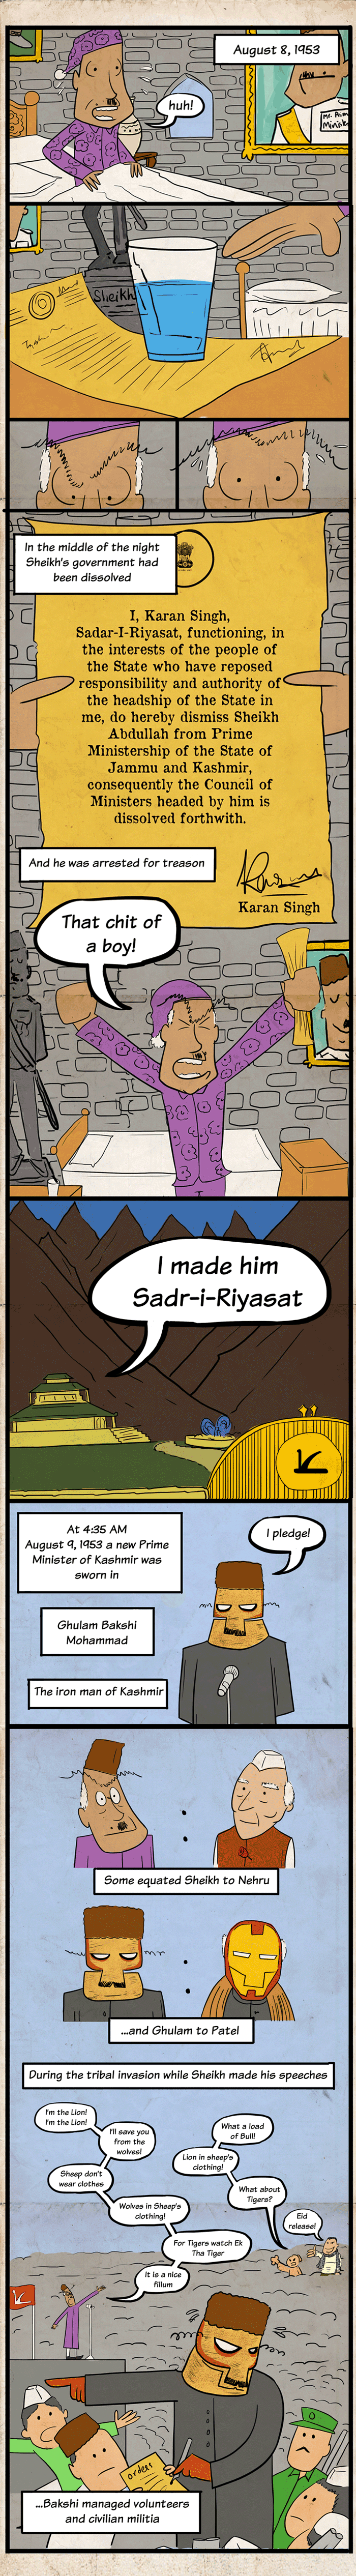 August 8, 1953
huh!
Mr. Prime
Minister
Sheikh
In the middle of the night
Sheikh's government had
been dissolved
I, Karan Singh,
Sadar-I-Riyasat, functioning, in
the interests of the people of
the State who have reposed
responsibility and authority of
the headship of the State in
me, do hereby dismiss Sheikh
Abdullah from Prime
Ministership of the State of
Jammu and Kashmir,
consequently the Council of
Ministers headed by him is
dissolved forthwith.
And he was arrested for treason
Karan Singh
That chit of
a boy!
I made him
Sadr-i-Riyasat
At 4:35 AM
August 9, 1953 a new Prime
Minister of Kashmir was
sworn in
I pledge!
Ghulam Bakshi
Mohammad
The iron man of Kashmir
Some equated Sheikh to Nehru
...and Ghulam to Patel
During the tribal invasion while Sheikh made his speeches
I'm the Lion!
I'm the Lion!
I'll save you
from the
wolves!
What a load
of Bull!
Lion in sheep's
clothing!
Sheep don't
wear clothes
What about
Tigers?
Wolves in Sheep's
clothing!
Eid
release!
For Tigers watch Ek
Tha Tiger
It is a nice
fillum
orders
...Bakshi managed volunteers
and civilian militia